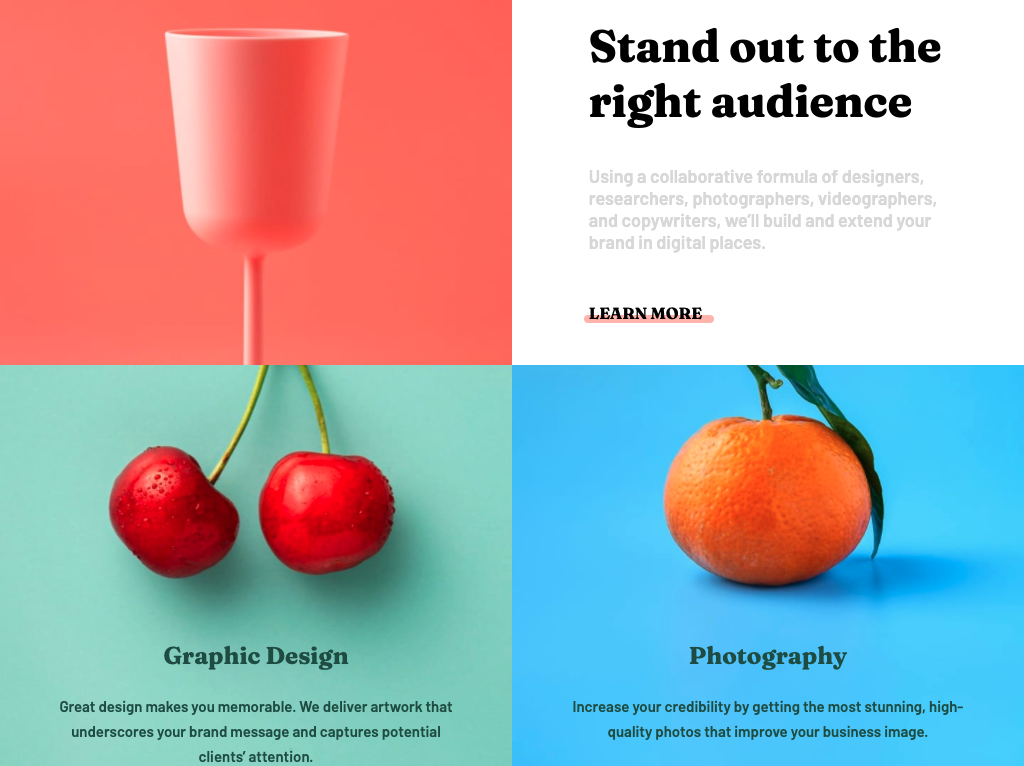 Stand out to the
right audience
Using a collaborative formula of designers,
researchers, photographers, videographers,
and copywriters, we’ll build and extend your
brand in digital places.
LEARN MORE
Graphic Design
Great design makes you memorable. We deliver artwork that
underscores your brand message and captures potential
clients’ attention.
Photography
Increase your credibility by getting the most stunning, high-
quality photos that improve your business image.